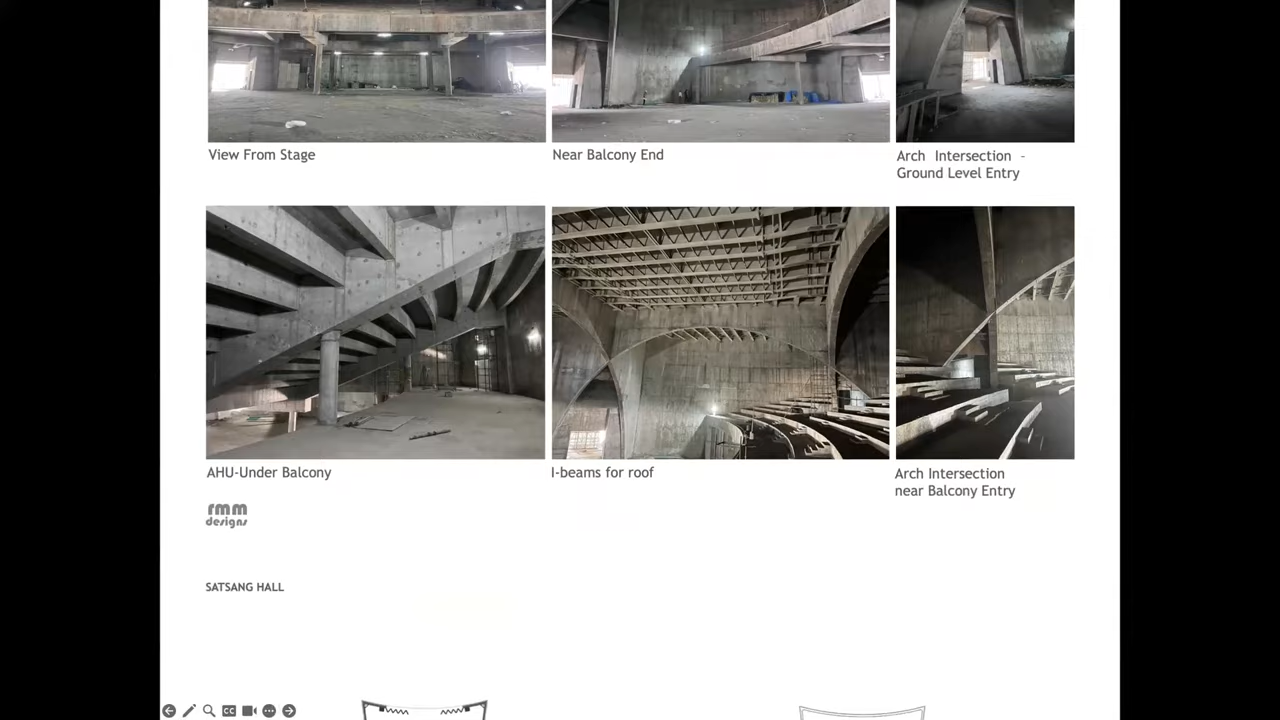 View From Stage
Near Balcony End
Arch Intersection -
Ground Level Entry
AHU-Under Balcony
I-beams for roof
Arch Intersection
near Balcony Entry
rmm
designs
SATSANG HALL
CC